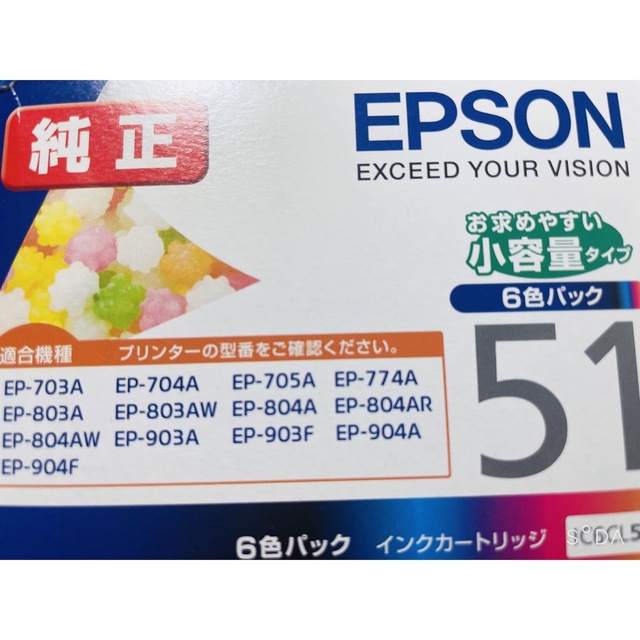 純正
EPSON
EXCEED YOUR VISION
お求めやすい
小容量タイプ
6色パック
51
適合機種 プリンターの型番をご確認ください。
EP-703A EP-704A EP-705A EP-774A
EP-803A EP-803AW EP-804A EP-804AR
EP-804AW EP-903A EP-903F EP-904A
EP-904F
6色パック インクカートリッジ